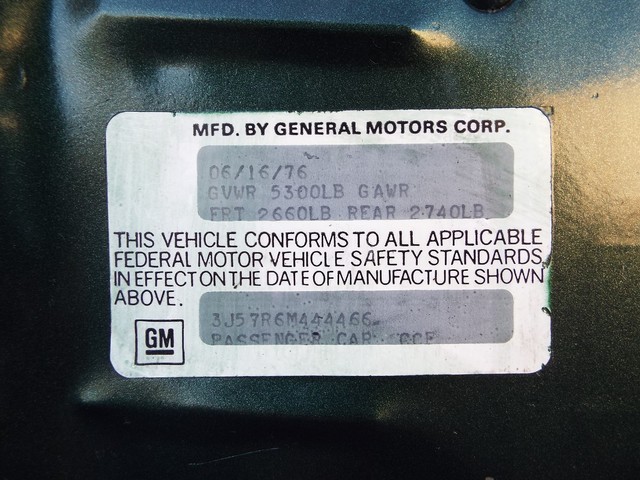 MFD. BY GENERAL MOTORS CORP.
06/16/76
GVWR 5300LB GAWR
FRT 2660LB REAR 2740LB
THIS VEHICLE CONFORMS TO ALL APPLICABLE
FEDERAL MOTOR VEHICLE SAFETY STANDARDS
IN EFFECT ON THE DATE OF MANUFACTURE SHOWN
ABOVE.
3J57R6M444466
PASSENGER CAR
GM